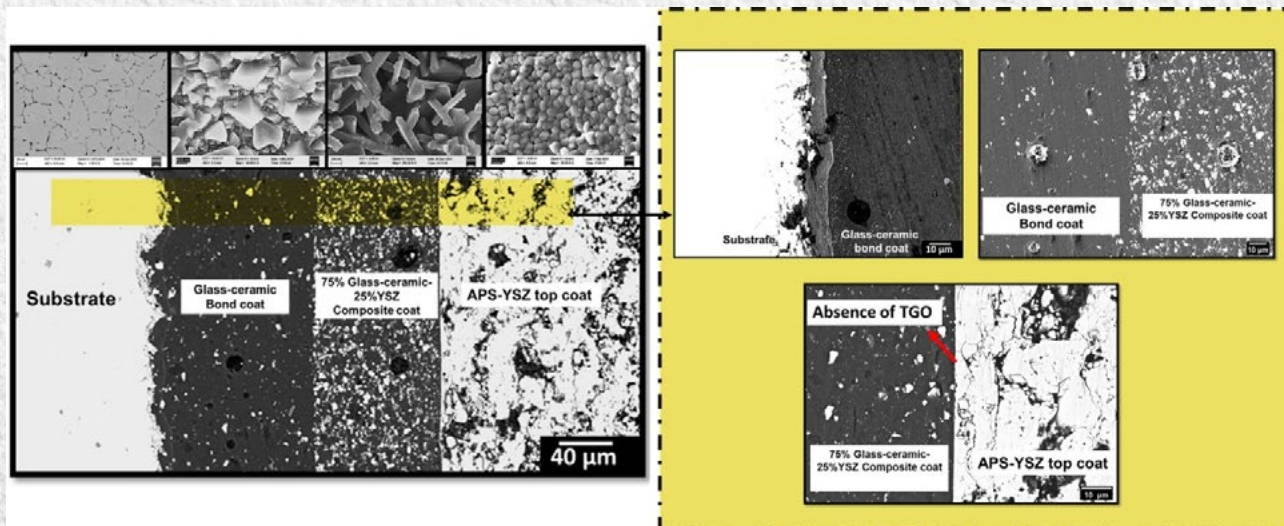 Substrate
Glass-ceramic
Bond coat
75% Glass-ceramic-
25%YSZ
Composite coat
APS-YSZ top coat
40 µm
Substrate
Glass-ceramic
bond coat
10 µm
Glass-ceramic
Bond coat
75% Glass-ceramic-
25%YSZ Composite coat
10 µm
Absence of TGO
75% Glass-ceramic-
25%YSZ Composite coat
APS-YSZ top coat
10 µm